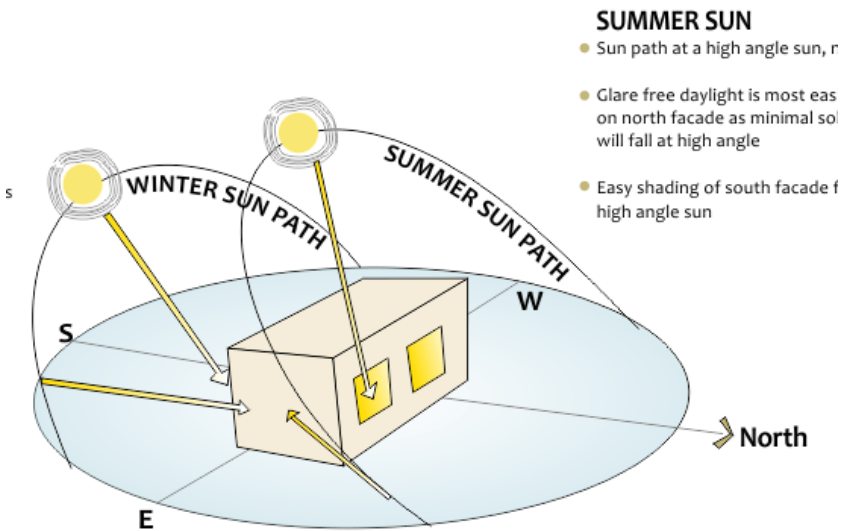 SUMMER SUN
Sun path at a high angle sun,
Glare free daylight is most
on north facade as minimal
will fall at high angle
Easy shading of south facade
high angle sun
s
WINTER SUN PATH
SUMMER SUN PATH
W
S
North
E